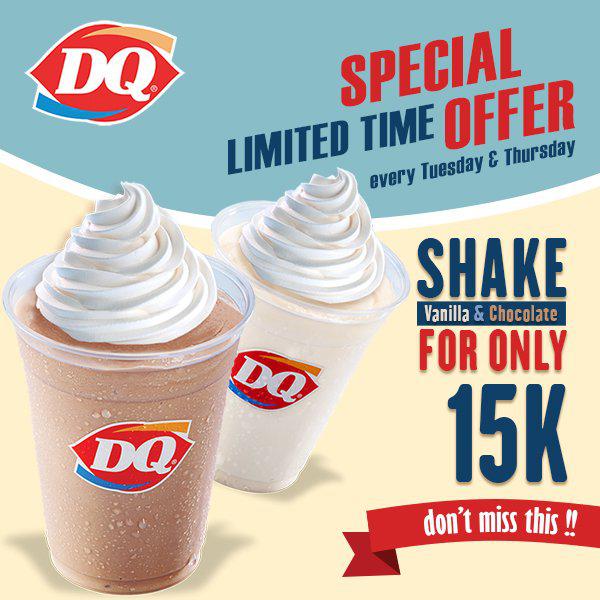 DQ®
SPECIAL
LIMITED TIME OFFER
every Tuesday & Thursday
SHAKE
Vanilla & Chocolate
FOR ONLY
15K
DQ
DQ
don't miss this !!